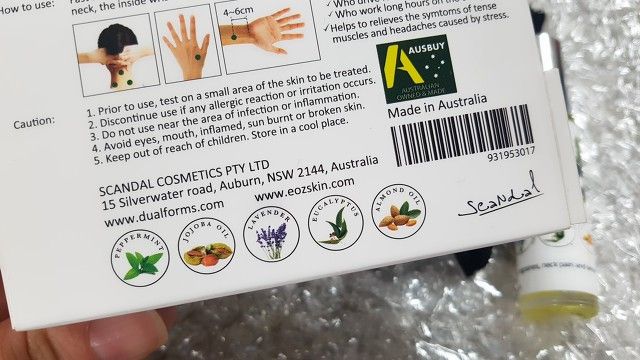 How to use:
neck, the inside
4~6cm
✓Who work long hours on the
✓Helps to relieves the symtoms of tense
muscles and headaches caused by stress.
Caution:
1. Prior to use, test on a small area of the skin to be treated.
2. Discontinue use if any allergic reaction or irritation occurs.
3. Do not use near the area of infection or inflammation.
4. Avoid eyes, mouth, inflamed, sun burnt or broken skin.
5. Keep out of reach of children. Store in a cool place.
AUSBUY
AUSTRALIAN
OWNED & MADE
Made in Australia
931953017
SCANDAL COSMETICS PTY LTD
15 Silverwater road, Auburn, NSW 2144, Australia
www.dualforms.com www.eozskin.com
PEPPERMINT
JOJOBA OIL
LAVENDER
EUCALYPTUS
ALMOND OIL
Scandal
neck pain and